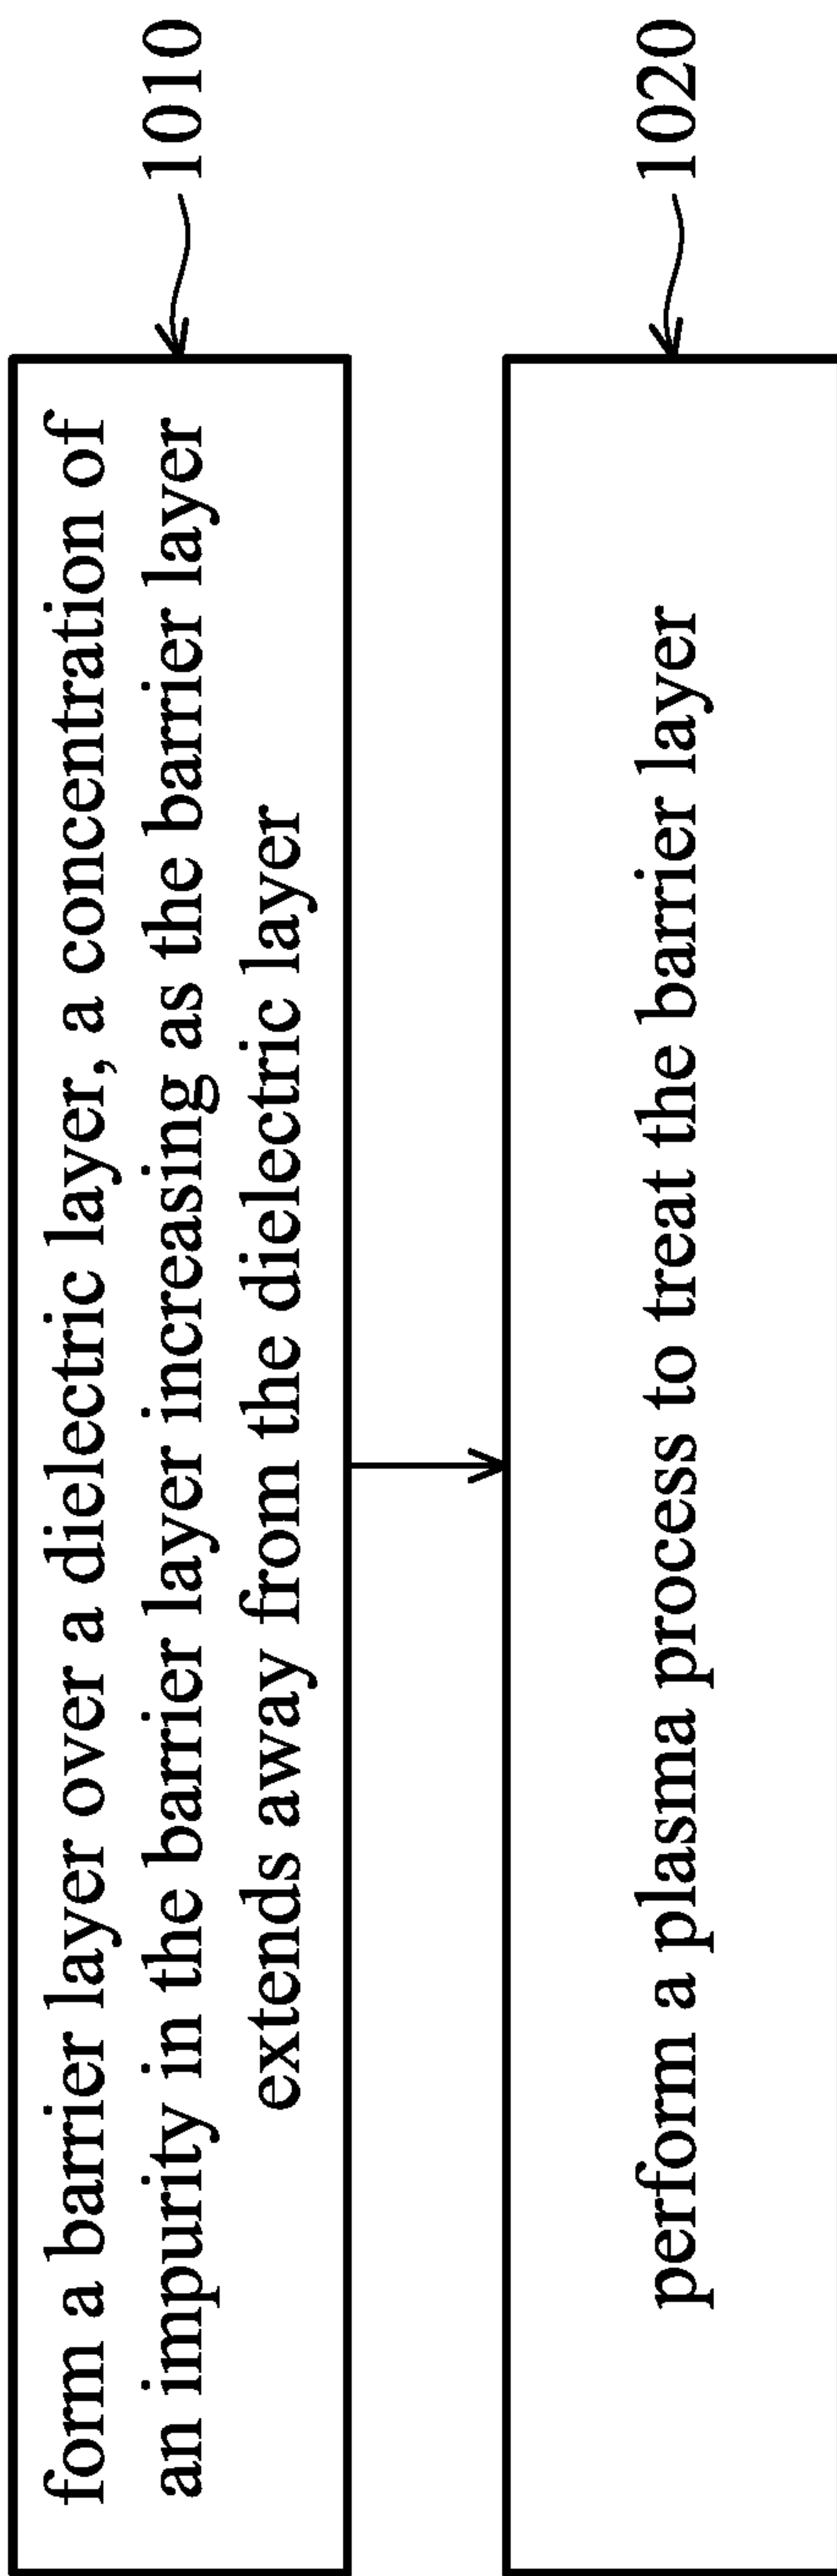 form a barrier layer over a dielectric layer, a concentration of
an impurity in the barrier layer increasing as the barrier layer
extends away from the dielectric layer
1010
perform a plasma process to treat the barrier layer
1020